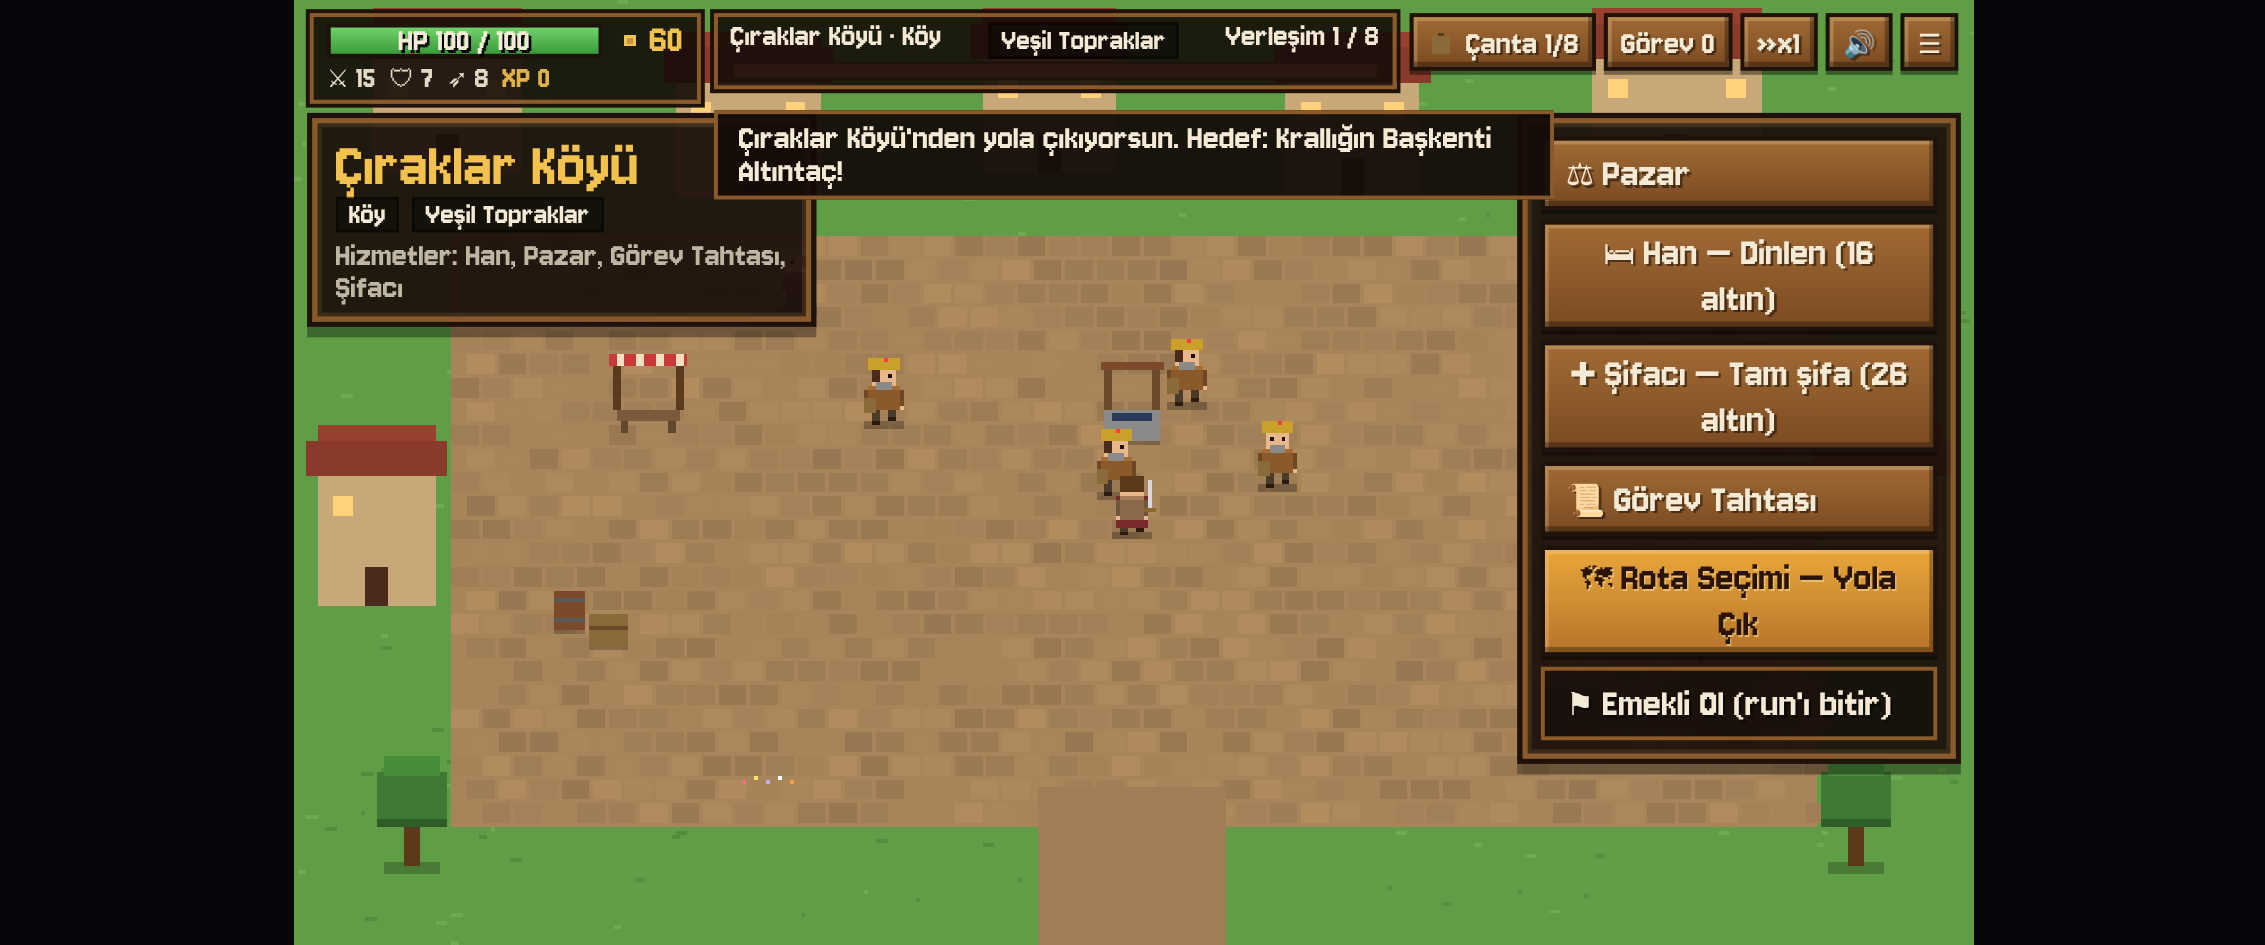 HP 100 / 100
60
15 7 8 XP 0
Çıraklar Köyü · Köy
Yeşil Topraklar
Yerleşim 1 / 8
Çanta 1/8
Görev 0
»x1
Çıraklar Köyü'nden yola çıkıyorsun. Hedef: Krallığın Başkenti
Altıntaç!
Çıraklar Köyü
Köy
Yeşil Topraklar
Hizmetler: Han, Pazar, Görev Tahtası,
Şifacı
Pazar
Han — Dinlen (16
altın)
Şifacı — Tam şifa (26
altın)
Görev Tahtası
Rota Seçimi — Yola
Çık
Emekli Ol (run'ı bitir)